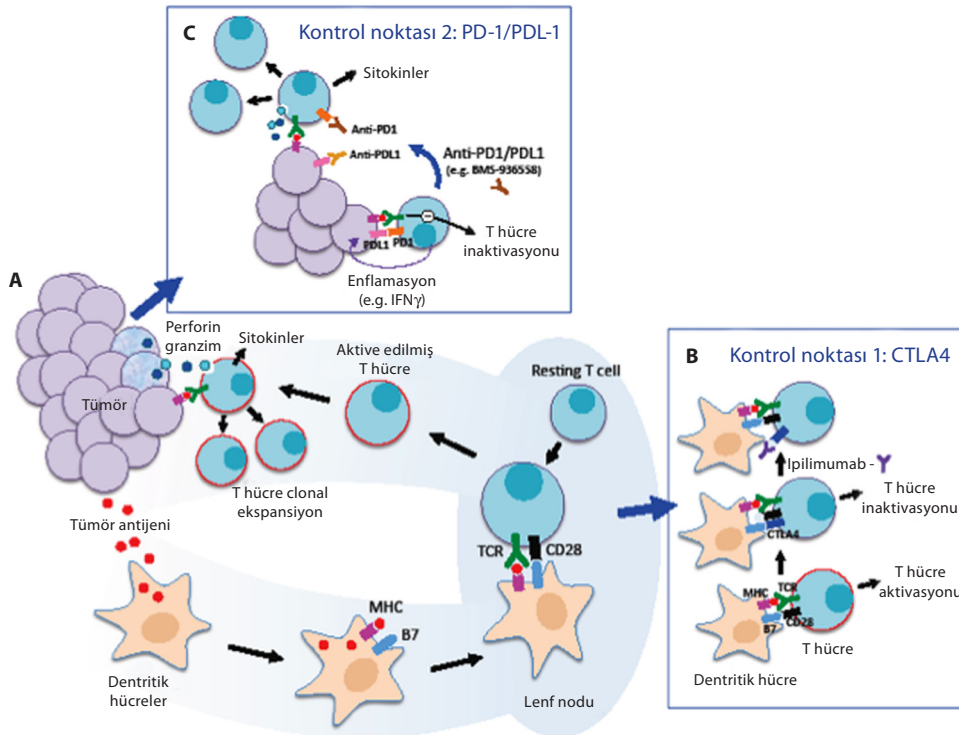 C
Kontrol noktası 2: PD-1/PDL-1
Sitokinler
Anti-PD1
Anti-PDL1
Anti-PD1/PDL1
(e.g. BMS-936558)
PDL1
PD1
T hücre
inaktivasyonu
Enflamasyon
(e.g. IFNγ)
A
Perforin
granzim
Sitokinler
Tümör
T hücre clonal
ekspansiyon
Aktive edilmiş
T hücre
Resting T cell
Tümör antijeni
TCR
CD28
MHC
B7
Dentritik
hücreler
Lenf nodu
B
Kontrol noktası 1: CTLA4
Ipilimumab -
T hücre
inaktivasyonu
CTLA4
T hücre
aktivasyonu
MHC
TCR
B7
CD28
T hücre
Dentritik hücre